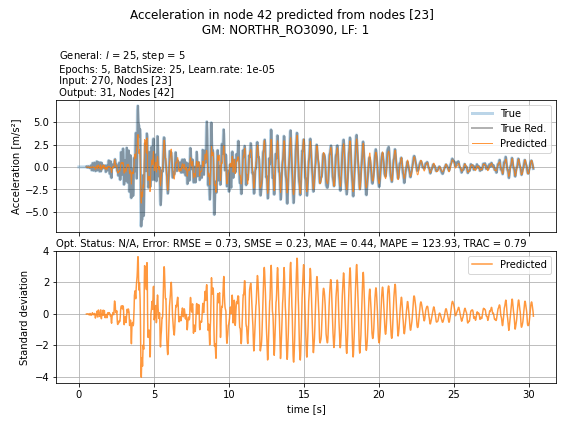 Acceleration in node 42 predicted from nodes [23]
GM: NORTHR_RO3090, LF: 1
General: l = 25, step = 5
Epochs: 5, BatchSize: 25, Learn.rate: 1e-05
Input: 270, Nodes [23]
Output: 31, Nodes [42]
Acceleration [m/s²]
5.0
2.5
0.0
−2.5
−5.0
True
True Red.
Predicted
Opt. Status: N/A, Error: RMSE = 0.73, SMSE = 0.23, MAE = 0.44, MAPE = 123.93, TRAC = 0.79
Standard deviation
4
2
0
−2
−4
Predicted
0 5 10 15 20 25 30
time [s]